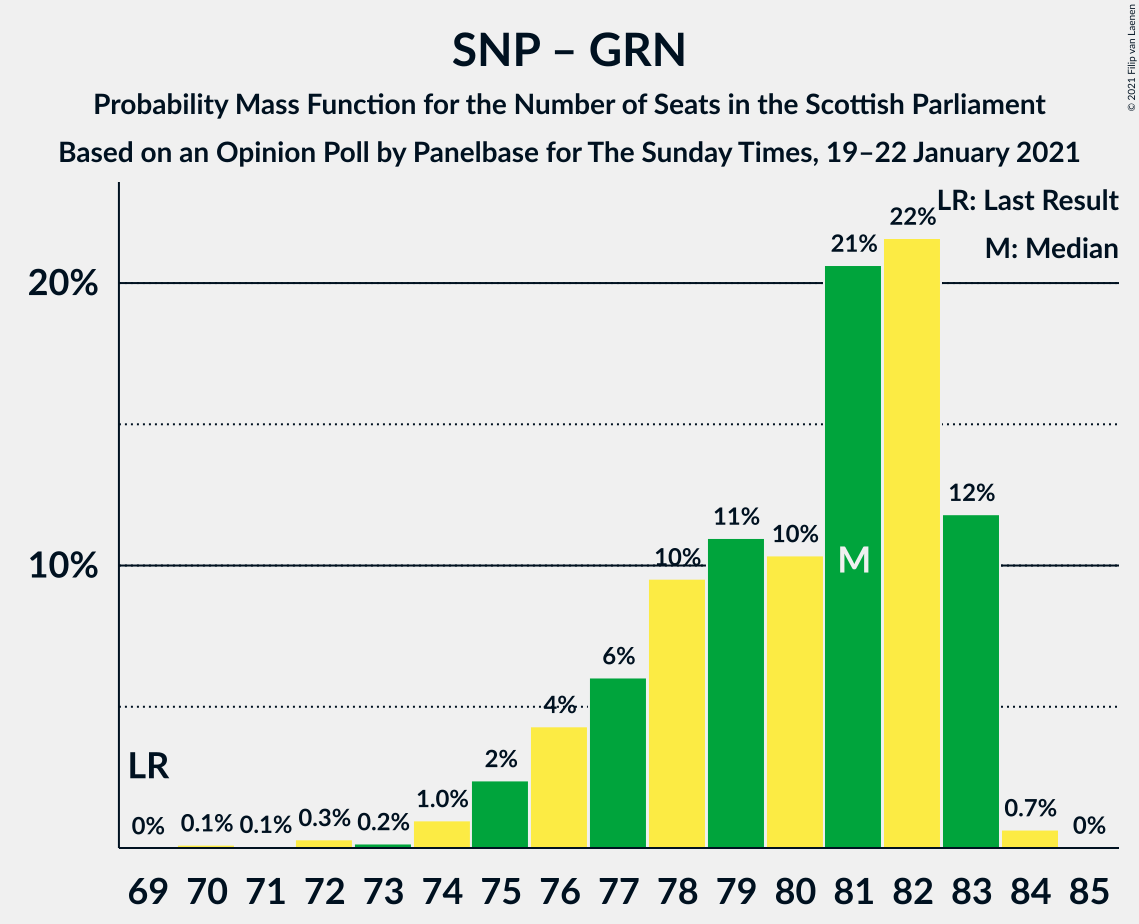 SNP – GRN
Probability Mass Function for the Number of Seats in the Scottish Parliament
Based on an Opinion Poll by Panelbase for The Sunday Times, 19–22 January 2021
© 2021 Filip van Laenen
LR: Last Result
M: Median
20%
10%
LR
M
0% 0.1% 0.1% 0.3% 0.2% 1.0% 2% 4% 6% 10% 11% 10% 21% 22% 12% 0.7% 0%
69 70 71 72 73 74 75 76 77 78 79 80 81 82 83 84 85